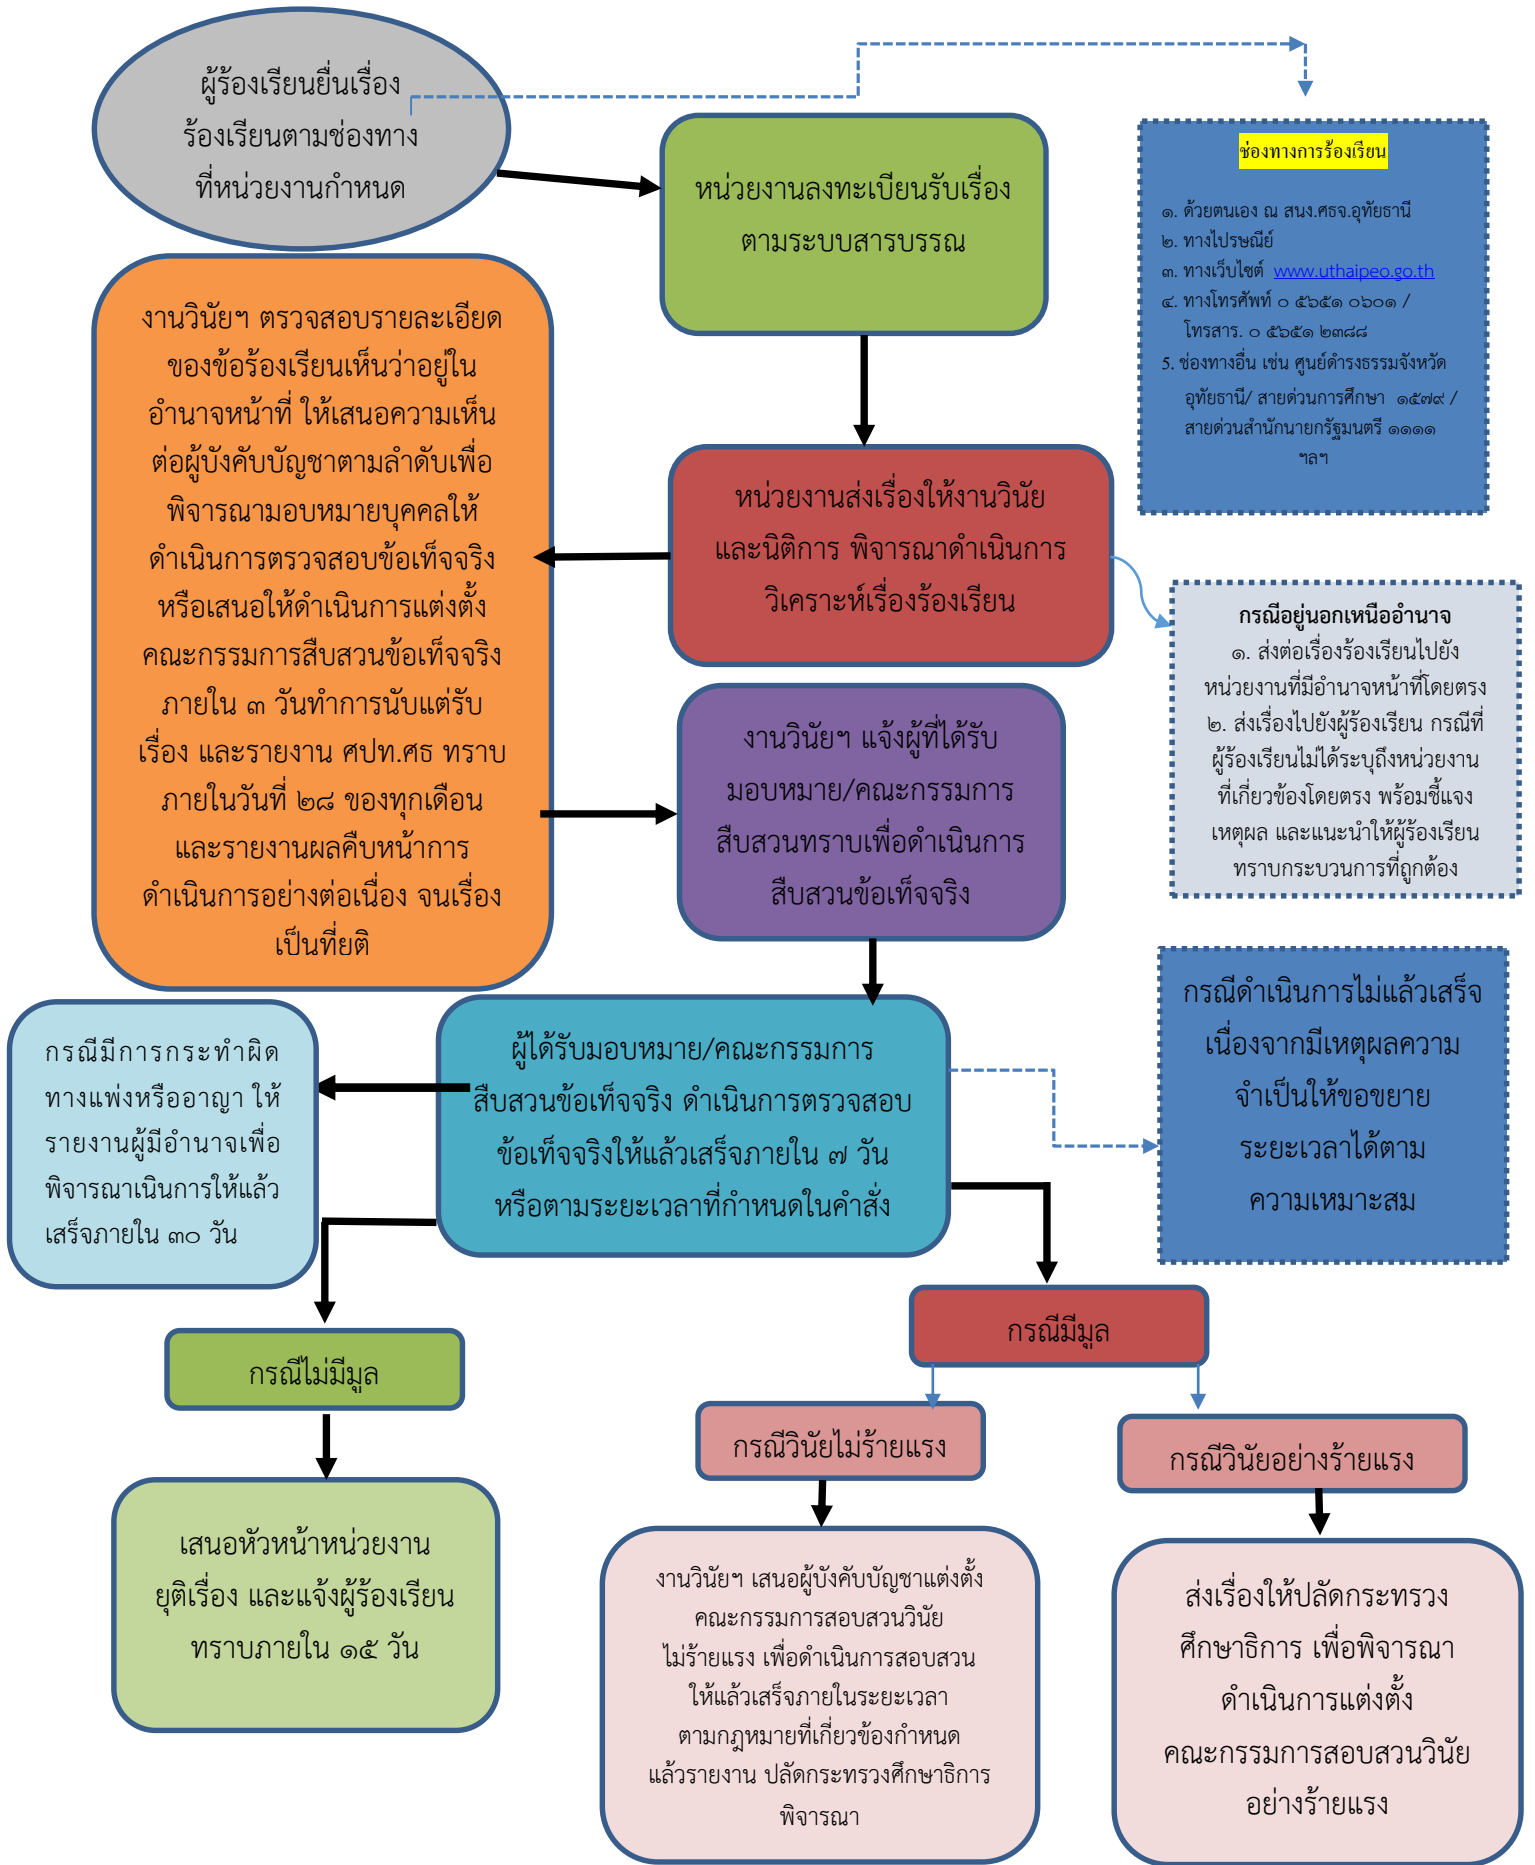 ผู้ร้องเรียนยื่นเรื่อง
ร้องเรียนตามช่องทาง
ที่หน่วยงานกำหนด
หน่วยงานลงทะเบียนรับเรื่อง
ตามระบบสารบรรณ
ช่องทางการร้องเรียน
๑. ด้วยตนเอง ณ สนง.ศธจ.อุทัยธานี
๒. ทางไปรษณีย์
๓. ทางเว็บไซต์ www.uthaipeo.go.th
๔. ทางโทรศัพท์ ๐ ๕๖๕๑ ๐๖๐๑ /
โทรสาร. ๐ ๕๖๕๑ ๒๓๘๘
5. ช่องทางอื่น เช่น ศูนย์ดำรงธรรมจังหวัด
อุทัยธานี/ สายด่วนการศึกษา ๑๕๗๙ /
สายด่วนสำนักนายกรัฐมนตรี ๑๑๑๑
ฯลฯ
งานวินัยฯ ตรวจสอบรายละเอียด
ของข้อร้องเรียนเห็นว่าอยู่ใน
อำนาจหน้าที่ ให้เสนอความเห็น
ต่อผู้บังคับบัญชาตามลำดับเพื่อ
พิจารณามอบหมายบุคคลให้
ดำเนินการตรวจสอบข้อเท็จจริง
หรือเสนอให้ดำเนินการแต่งตั้ง
คณะกรรมการสืบสวนข้อเท็จจริง
ภายใน ๓ วันทำการนับแต่รับ
เรื่อง และรายงาน ศปท.ศธ ทราบ
ภายในวันที่ ๒๘ ของทุกเดือน
และรายงานผลคืบหน้าการ
ดำเนินการอย่างต่อเนื่อง จนเรื่อง
เป็นที่ยติ
หน่วยงานส่งเรื่องให้งานวินัย
และนิติการ พิจารณาดำเนินการ
วิเคราะห์เรื่องร้องเรียน
กรณีอยู่นอกเหนืออำนาจ
๑. ส่งต่อเรื่องร้องเรียนไปยัง
หน่วยงานที่มีอำนาจหน้าที่โดยตรง
๒. ส่งเรื่องไปยังผู้ร้องเรียน กรณีที่
ผู้ร้องเรียนไม่ได้ระบุถึงหน่วยงาน
ที่เกี่ยวข้องโดยตรง พร้อมชี้แจง
เหตุผล และแนะนำให้ผู้ร้องเรียน
ทราบกระบวนการที่ถูกต้อง
งานวินัยฯ แจ้งผู้ที่ได้รับ
มอบหมาย/คณะกรรมการ
สืบสวนทราบเพื่อดำเนินการ
สืบสวนข้อเท็จจริง
กรณีดำเนินการไม่แล้วเสร็จ
เนื่องจากมีเหตุผลความ
จำเป็นให้ขอขยาย
ระยะเวลาได้ตาม
ความเหมาะสม
กรณีมีการกระทำผิด
ทางแพ่งหรืออาญา ให้
รายงานผู้มีอำนาจเพื่อ
พิจารณาเนินการให้แล้ว
เสร็จภายใน ๓๐ วัน
ผู้ได้รับมอบหมาย/คณะกรรมการ
สืบสวนข้อเท็จจริง ดำเนินการตรวจสอบ
ข้อเท็จจริงให้แล้วเสร็จภายใน ๗ วัน
หรือตามระยะเวลาที่กำหนดในคำสั่ง
กรณีมีมูล
กรณีไม่มีมูล
กรณีวินัยไม่ร้ายแรง
กรณีวินัยอย่างร้ายแรง
เสนอหัวหน้าหน่วยงาน
ยุติเรื่อง และแจ้งผู้ร้องเรียน
ทราบภายใน ๑๕ วัน
งานวินัยฯ เสนอผู้บังคับบัญชาแต่งตั้ง
คณะกรรมการสอบสวนวินัย
ไม่ร้ายแรง เพื่อดำเนินการสอบสวน
ให้แล้วเสร็จภายในระยะเวลา
ตามกฎหมายที่เกี่ยวข้องกำหนด
แล้วรายงาน ปลัดกระทรวงศึกษาธิการ
พิจารณา
ส่งเรื่องให้ปลัดกระทรวง
ศึกษาธิการ เพื่อพิจารณา
ดำเนินการแต่งตั้ง
คณะกรรมการสอบสวนวินัย
อย่างร้ายแรง